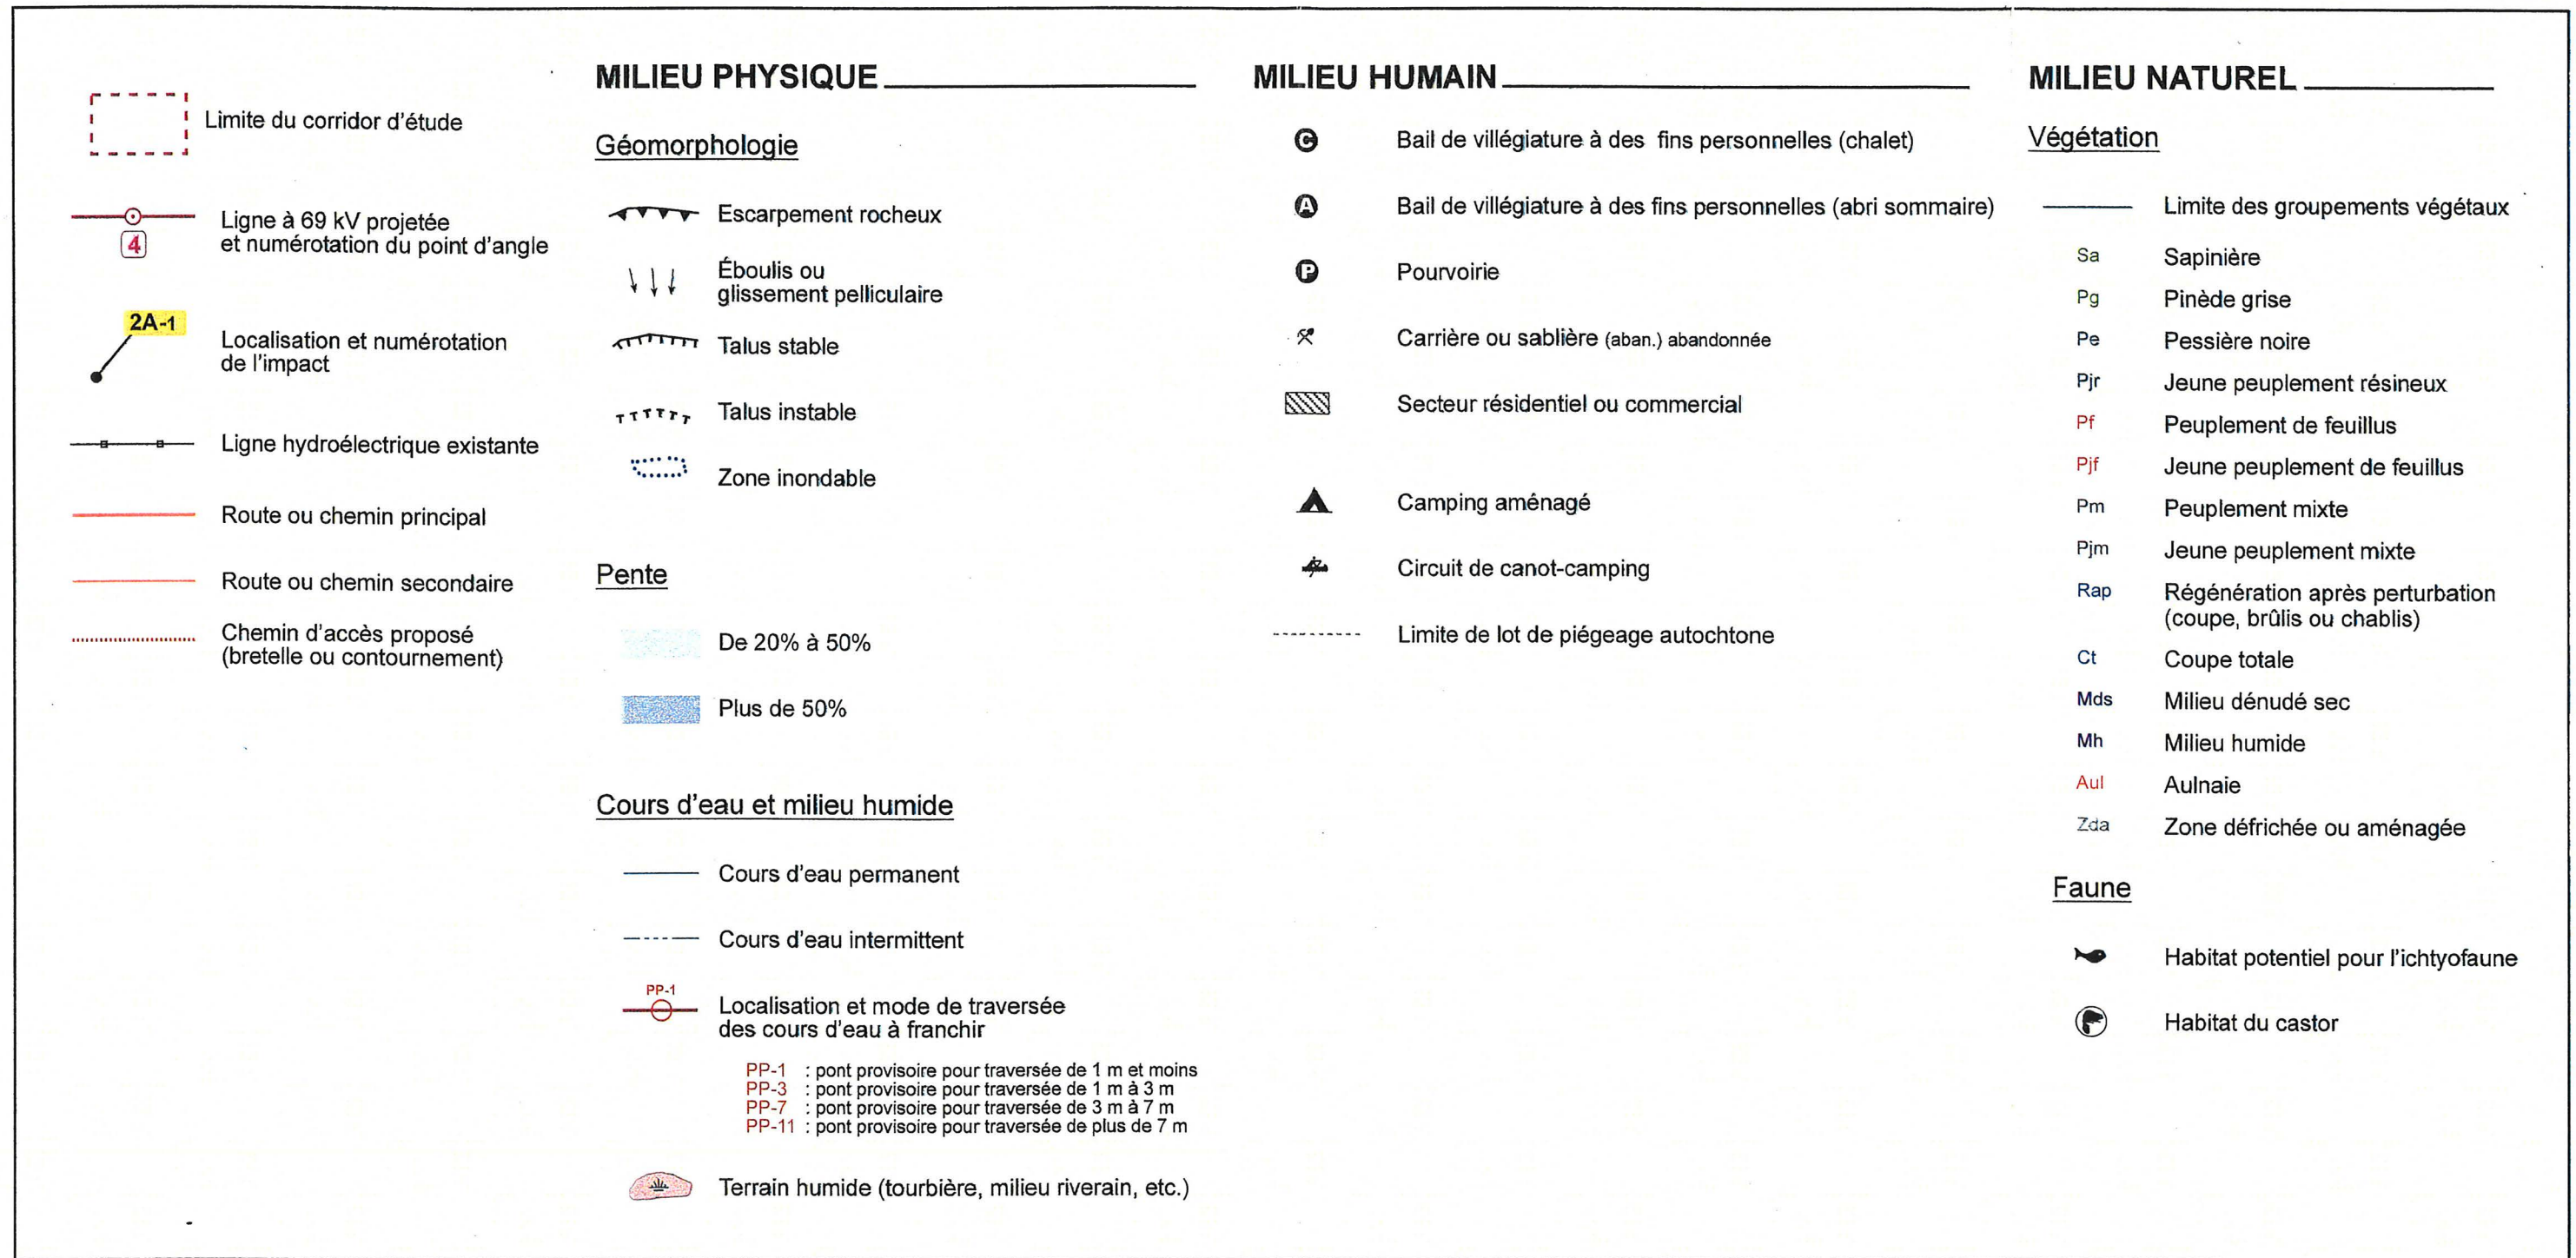 Limite du corridor d'étude
Ligne à 69 kV projetée
et numérotation du point d'angle
4
2A-1
Localisation et numérotation
de l'impact
Ligne hydroélectrique existante
Route ou chemin principal
Route ou chemin secondaire
Chemin d'accès proposé
(bretelle ou contournement)
MILIEU PHYSIQUE
Géomorphologie
Escarpement rocheux
Éboulis ou
glissement pelliculaire
Talus stable
Talus instable
Zone inondable
Pente
De 20% à 50%
Plus de 50%
Cours d'eau et milieu humide
Cours d'eau permanent
Cours d'eau intermittent
PP-1
Localisation et mode de traversée
des cours d'eau à franchir
PP-1 : pont provisoire pour traversée de 1 m et moins
PP-3 : pont provisoire pour traversée de 1 m à 3 m
PP-7 : pont provisoire pour traversée de 3 m à 7 m
PP-11 : pont provisoire pour traversée de plus de 7 m
Terrain humide (tourbière, milieu riverain, etc.)
MILIEU HUMAIN
C Bail de villégiature à des fins personnelles (chalet)
A Bail de villégiature à des fins personnelles (abri sommaire)
P Pourvoirie
Carrière ou sablière (aban.) abandonnée
Secteur résidentiel ou commercial
Camping aménagé
Circuit de canot-camping
Limite de lot de piégeage autochtone
MILIEU NATUREL
Végétation
Limite des groupements végétaux
Sa Sapinière
Pg Pinède grise
Pe Pessière noire
Pjr Jeune peuplement résineux
Pf Peuplement de feuillus
Pjf Jeune peuplement de feuillus
Pm Peuplement mixte
Pjm Jeune peuplement mixte
Rap Régénération après perturbation
(coupe, brûlis ou chablis)
Ct Coupe totale
Mds Milieu dénudé sec
Mh Milieu humide
Aul Aulnaie
Zda Zone défrichée ou aménagée
Faune
Habitat potentiel pour l'ichtyofaune
Habitat du castor